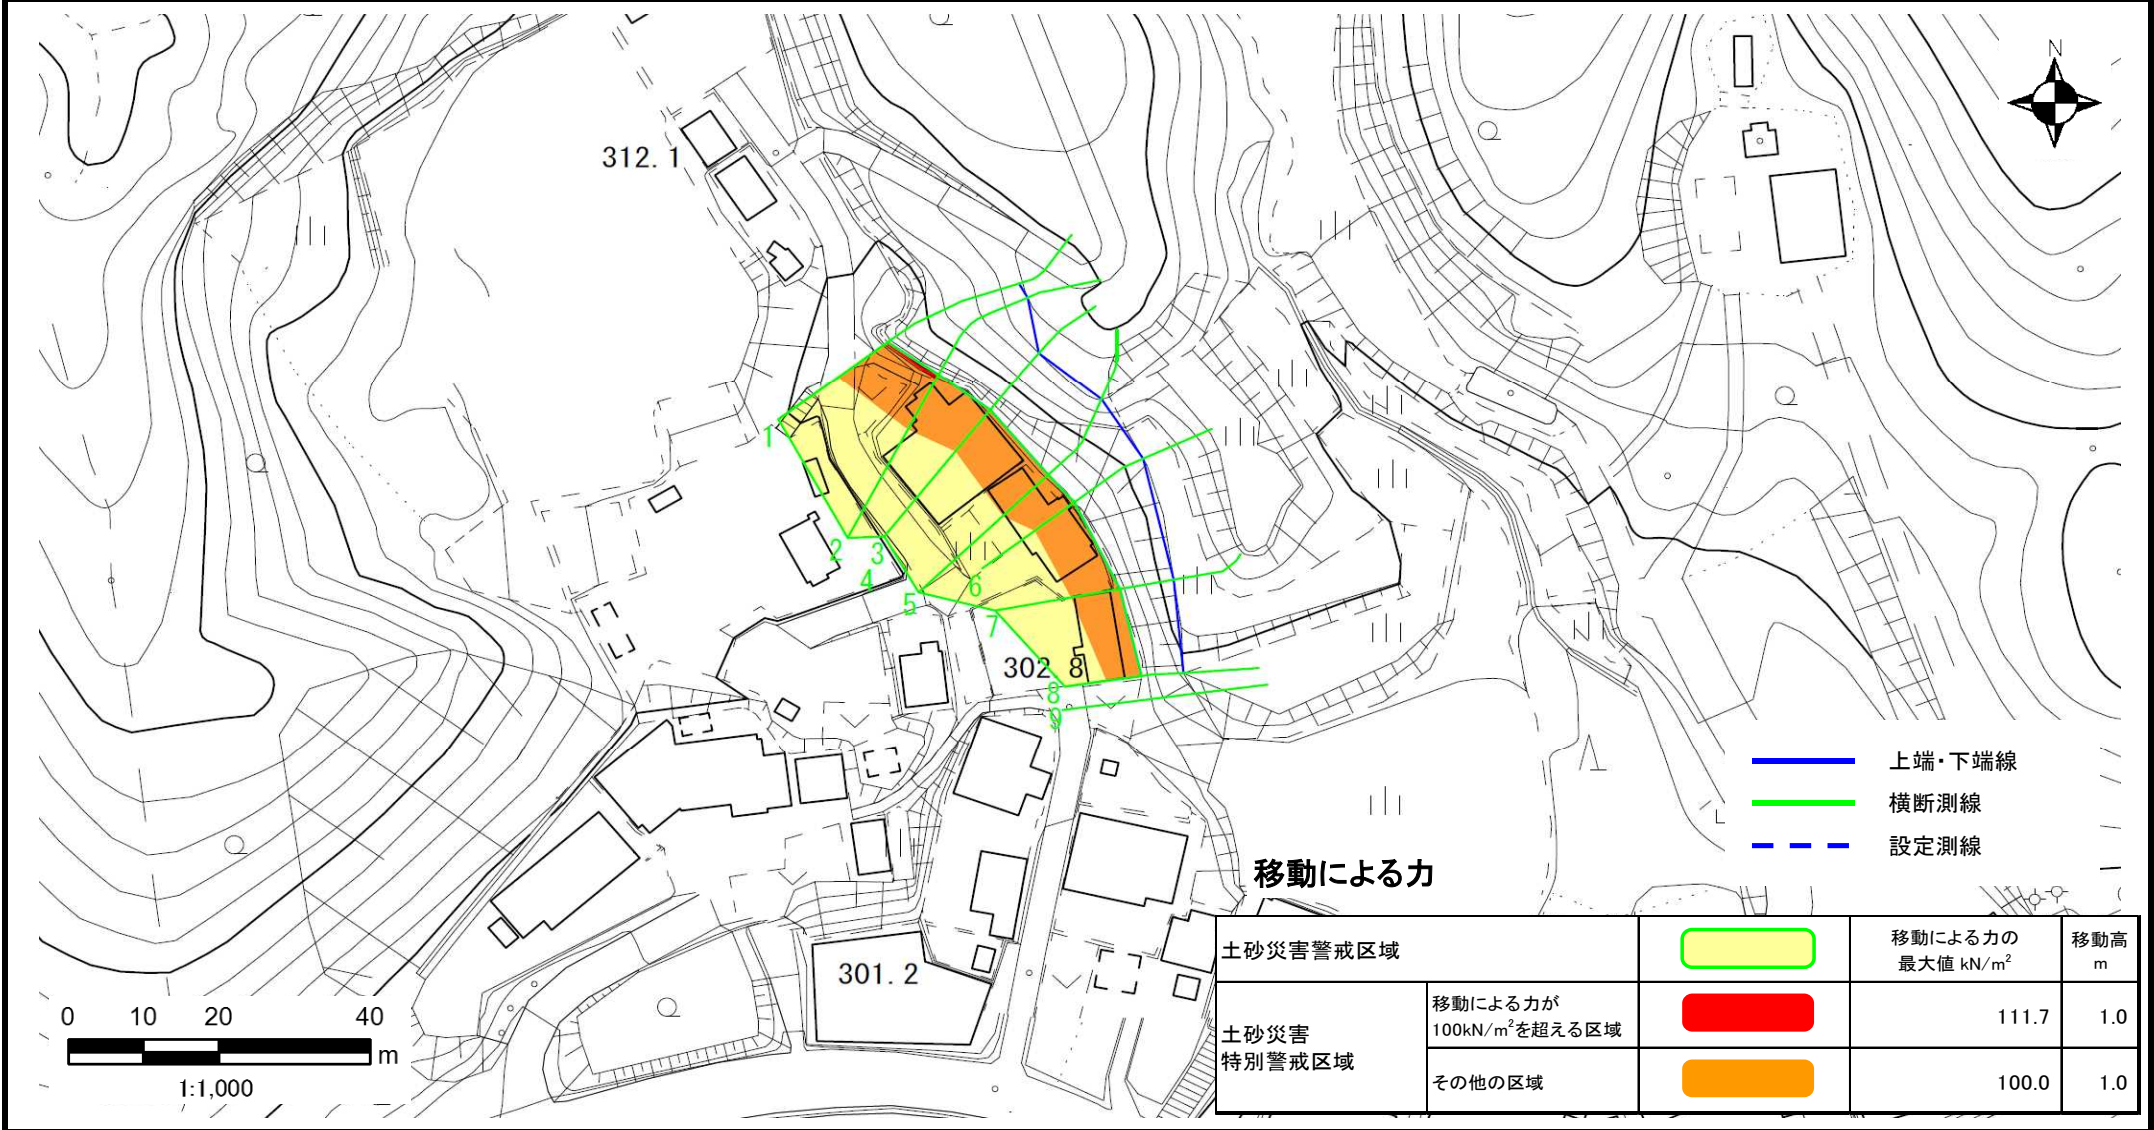 N
312.1
1
2
3
4
5
6
7
302.8
8
9
301.2
0 10 20 40
m
1:1,000
上端・下端線
横断測線
設定測線
移動による力
土砂災害警戒区域
移動による力の
最大値 kN/m²
移動高
m
土砂災害
特別警戒区域
移動による力が
100kN/m²を超える区域
111.7 1.0
その他の区域
100.0 1.0